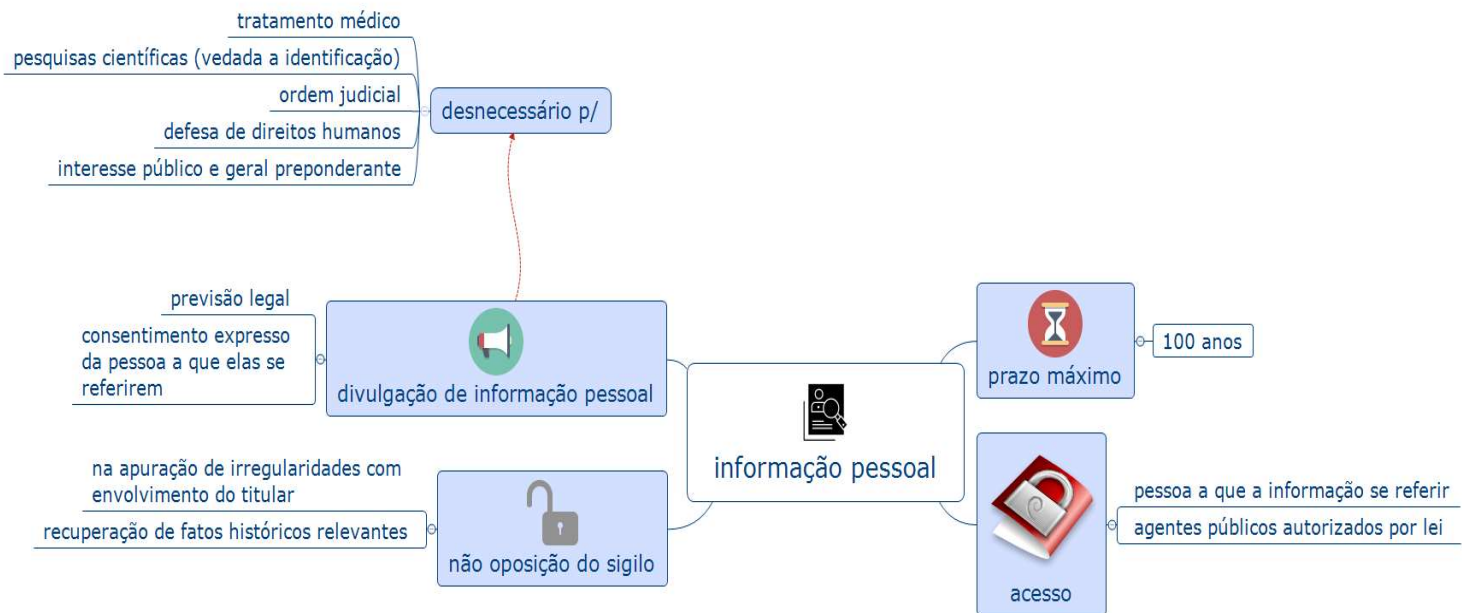 tratamento médico
pesquisas científicas (vedada a identificação)
ordem judicial
defesa de direitos humanos
interesse público e geral preponderante
desnecessário p/
previsão legal
consentimento expresso
da pessoa a que elas se
referirem
divulgação de informação pessoal
na apuração de irregularidades com
envolvimento do titular
recuperação de fatos históricos relevantes
não oposição do sigilo
informação pessoal
prazo máximo
100 anos
acesso
pessoa a que a informação se referir
agentes públicos autorizados por lei